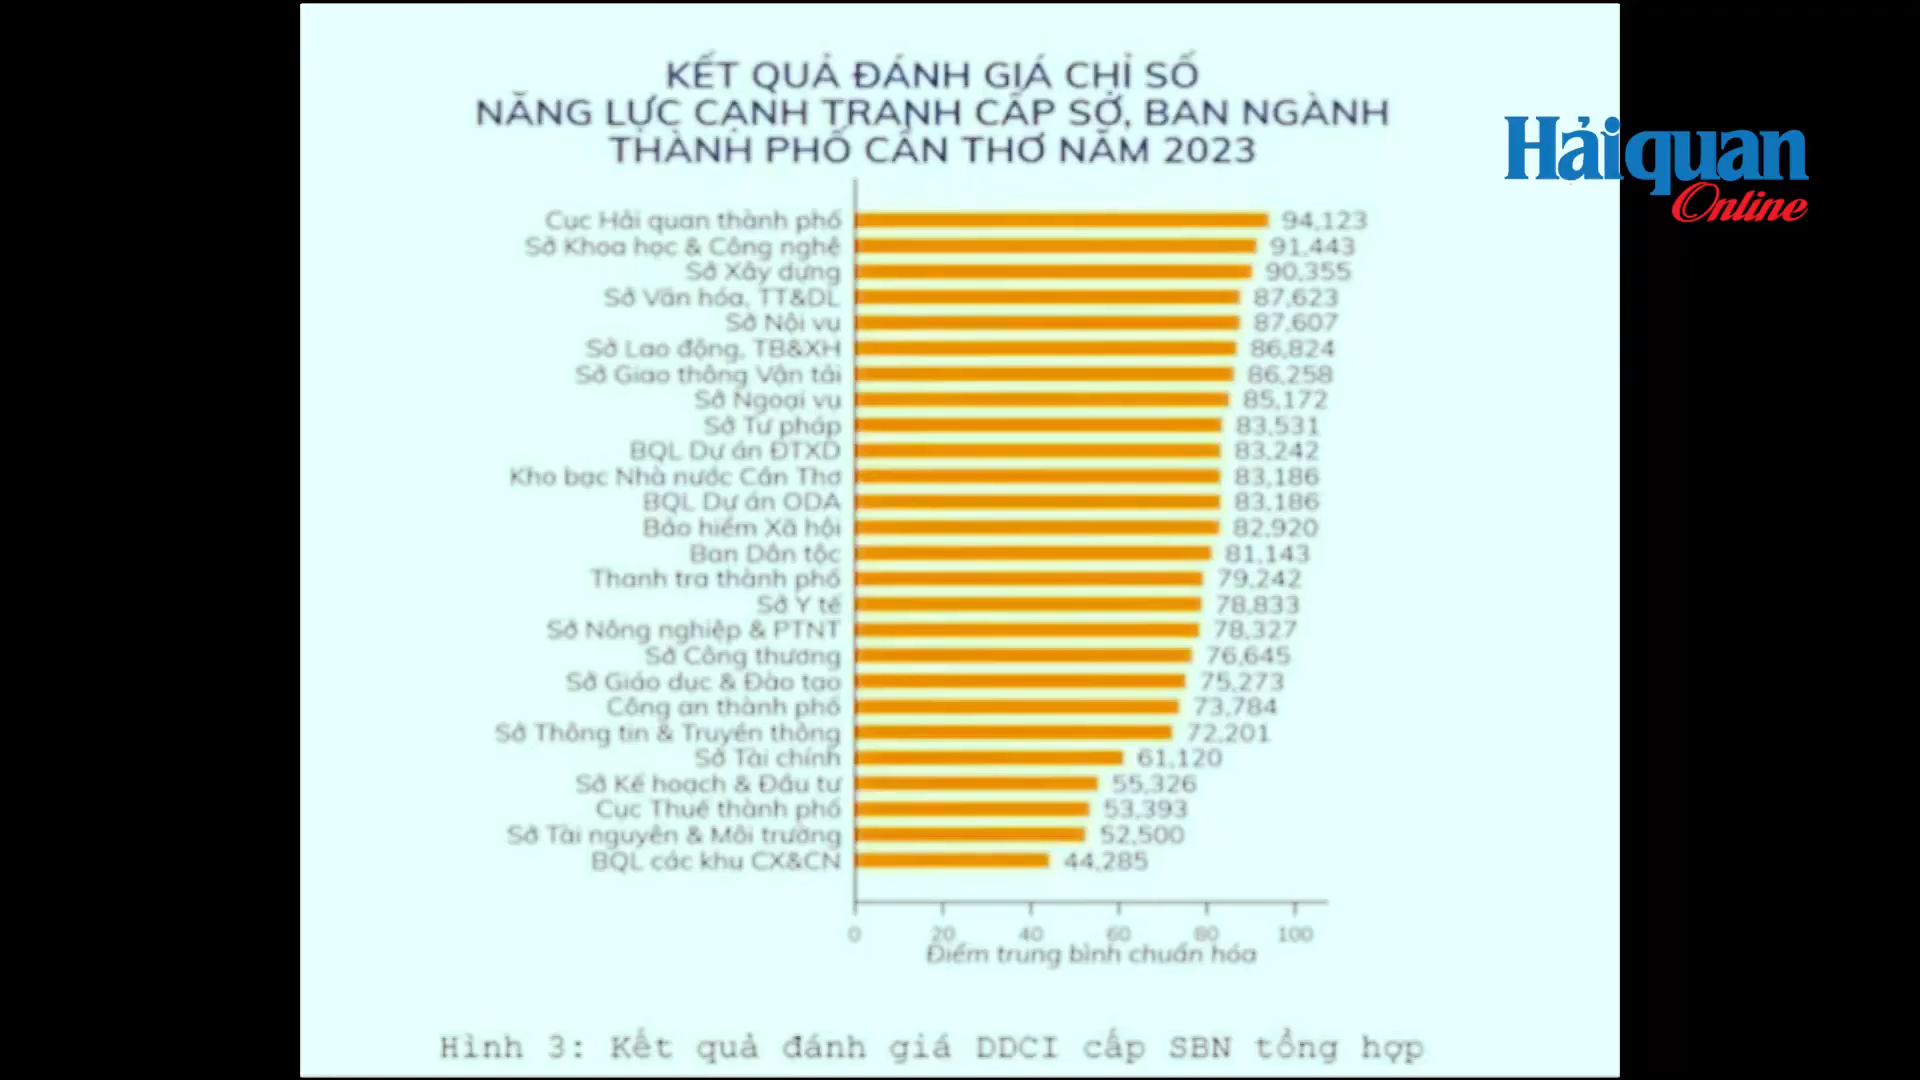 KẾT QUẢ ĐÁNH GIÁ CHỈ SỐ
NĂNG LỰC CẠNH TRANH CẤP SỞ, BAN NGÀNH
THÀNH PHỐ CẦN THƠ NĂM 2023
Hải quan
Online
Cục Hải quan thành phố 94,123
Sở Khoa học & Công nghệ 91,443
Sở Xây dựng 90,355
Sở Văn hóa, TT&DL 87,623
Sở Nội vụ 87,607
Sở Lao động, TB&XH 86,824
Sở Giao thông Vận tải 86,258
Sở Ngoại vụ 85,172
Sở Tư pháp 83,531
BQL Dự án ĐTXD 83,242
Kho bạc Nhà nước Cần Thơ 83,186
BQL Dự án ODA 83,186
Bảo hiểm Xã hội 82,920
Ban Dân tộc 81,143
Thanh tra thành phố 79,242
Sở Y tế 78,833
Sở Nông nghiệp & PTNT 78,327
Sở Công thương 76,645
Sở Giáo dục & Đào tạo 75,273
Công an thành phố 73,784
Sở Thông tin & Truyền thông 72,201
Sở Tài chính 61,120
Sở Kế hoạch & Đầu tư 55,326
Cục Thuế thành phố 53,393
Sở Tài nguyên & Môi trường 52,500
BQL các khu CX&CN 44,285
0 20 40 60 80 100
Điểm trung bình chuẩn hóa
Hình 3: Kết quả đánh giá DDCI cấp SBN tổng hợp